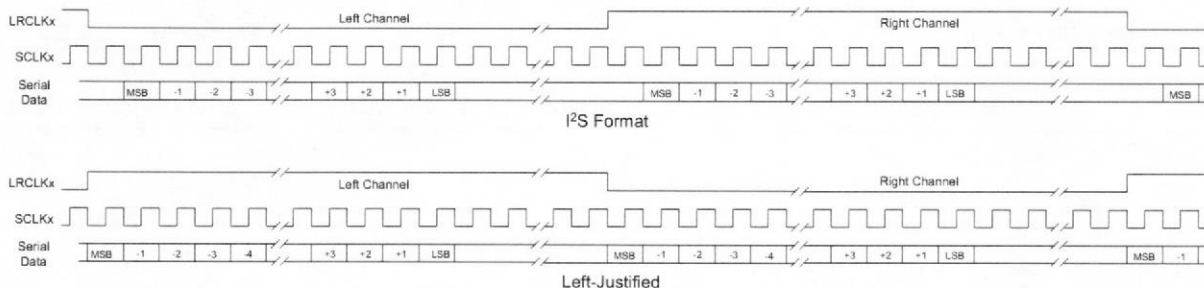 LRCLKx Left Channel Right Channel
SCLKx
Serial Data MSB -1 -2 -3 +3 +2 +1 LSB MSB -1 -2 -3 +3 +2 +1 LSB MSB
I²S Format
LRCLKx Left Channel Right Channel
SCLKx
Serial Data MSB -1 -2 -3 -4 +3 +2 +1 LSB MSB -1 -2 -3 -4 +3 +2 +1 LSB MSB -1
Left-Justified